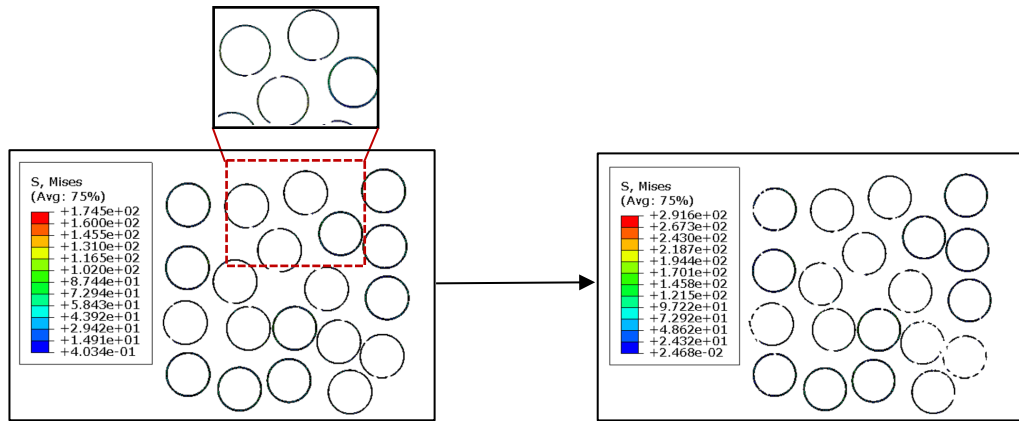 S, Mises
(Avg: 75%)
+1.745e+02
+1.600e+02
+1.455e+02
+1.310e+02
+1.165e+02
+1.020e+02
+8.744e+01
+7.294e+01
+5.843e+01
+4.392e+01
+2.942e+01
+1.491e+01
+4.034e-01
S, Mises
(Avg: 75%)
+2.916e+02
+2.673e+02
+2.430e+02
+2.187e+02
+1.944e+02
+1.701e+02
+1.458e+02
+1.215e+02
+9.722e+01
+7.292e+01
+4.862e+01
+2.432e+01
+2.468e-02